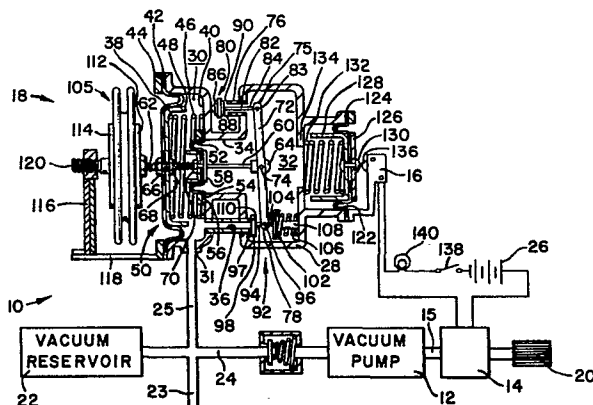 42 46 76 82 75 134
44 48 30 40 80 90 83 132
112 38 86 84 128
105 62 72 124
18 52 88 60 126
114 34 64 130
32 136
120 74 16
66 58
68 54 104
116 110 140
50 56 108 122 138 26
118 70 31 36 97 106
10 94 102 28
98 92 96
25 78
VACUUM RESERVOIR
VACUUM PUMP
24 15 20
22 23 12 14